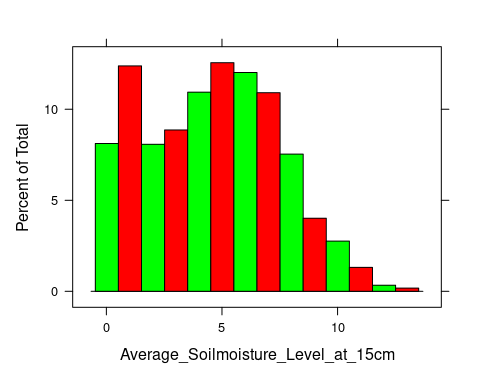 10
5
0
Percent of Total
0 5 10
Average_Soilmoisture_Level_at_15cm